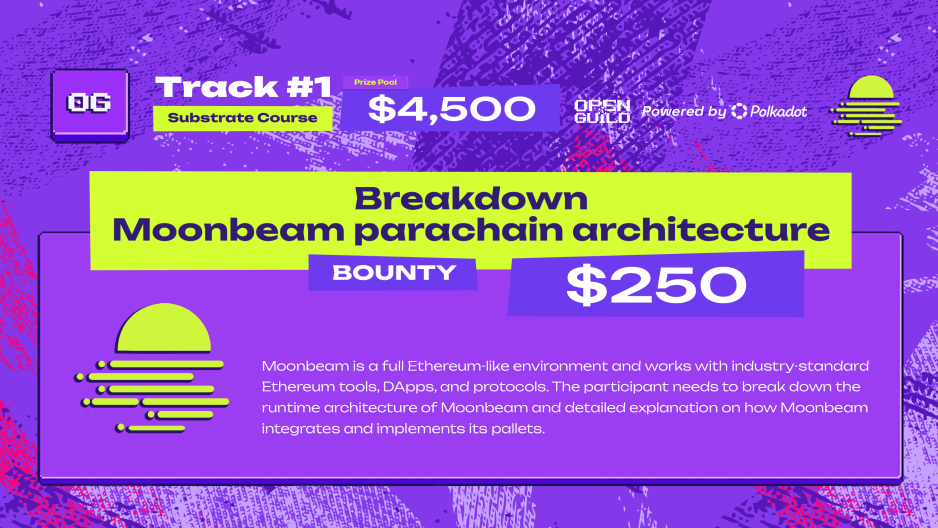 OG
Track #1
Substrate Course
Prize Pool
$4,500
OPEN
GUILD
Powered by Polkadot
Breakdown
Moonbeam parachain architecture
BOUNTY
$250
Moonbeam is a full Ethereum-like environment and works with industry-standard
Ethereum tools, DApps, and protocols. The participant needs to break down the
runtime architecture of Moonbeam and detailed explanation on how Moonbeam
integrates and implements its pallets.